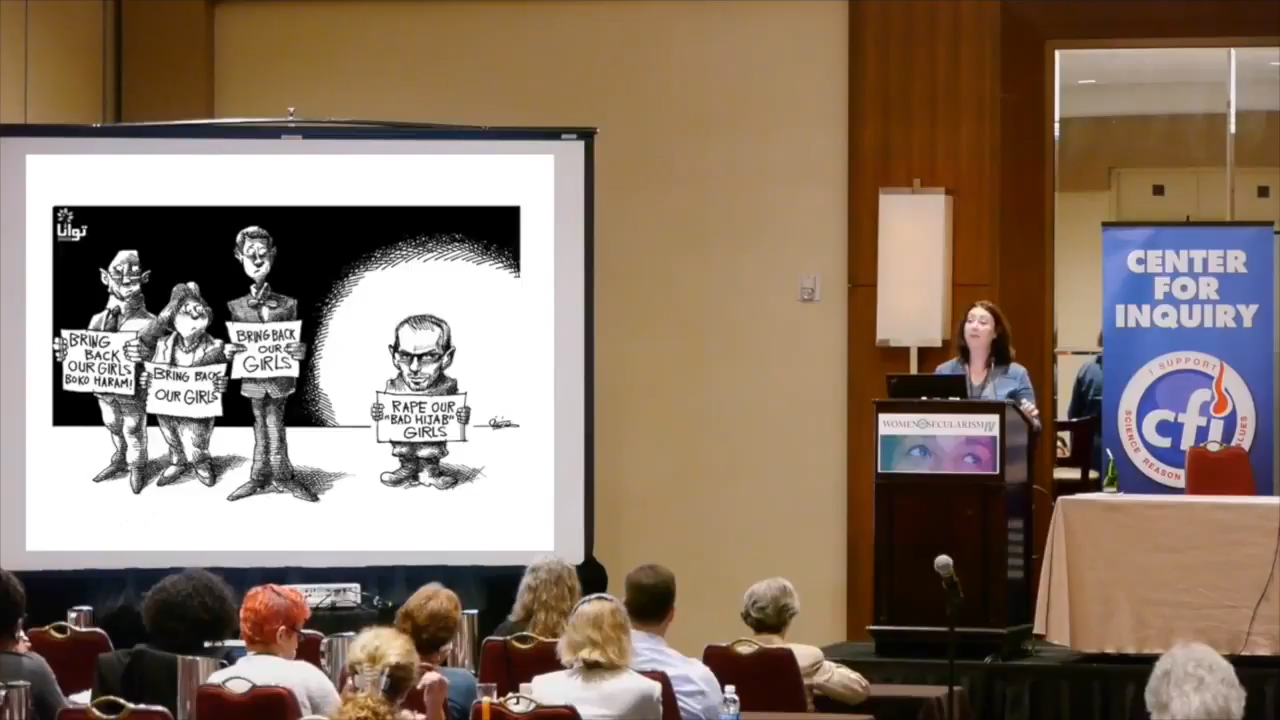 توانا
BRING
BACK
OUR GIRLS
BOKO HARAM!
BRING BACK
OUR GIRLS
BRING BACK
OUR
GIRLS
RAPE OUR
"BAD HIJAB"
GIRLS
WOMEN IN SECULARISM IV
CENTER
FOR
INQUIRY
I SUPPORT
cfi
SCIENCE REASON